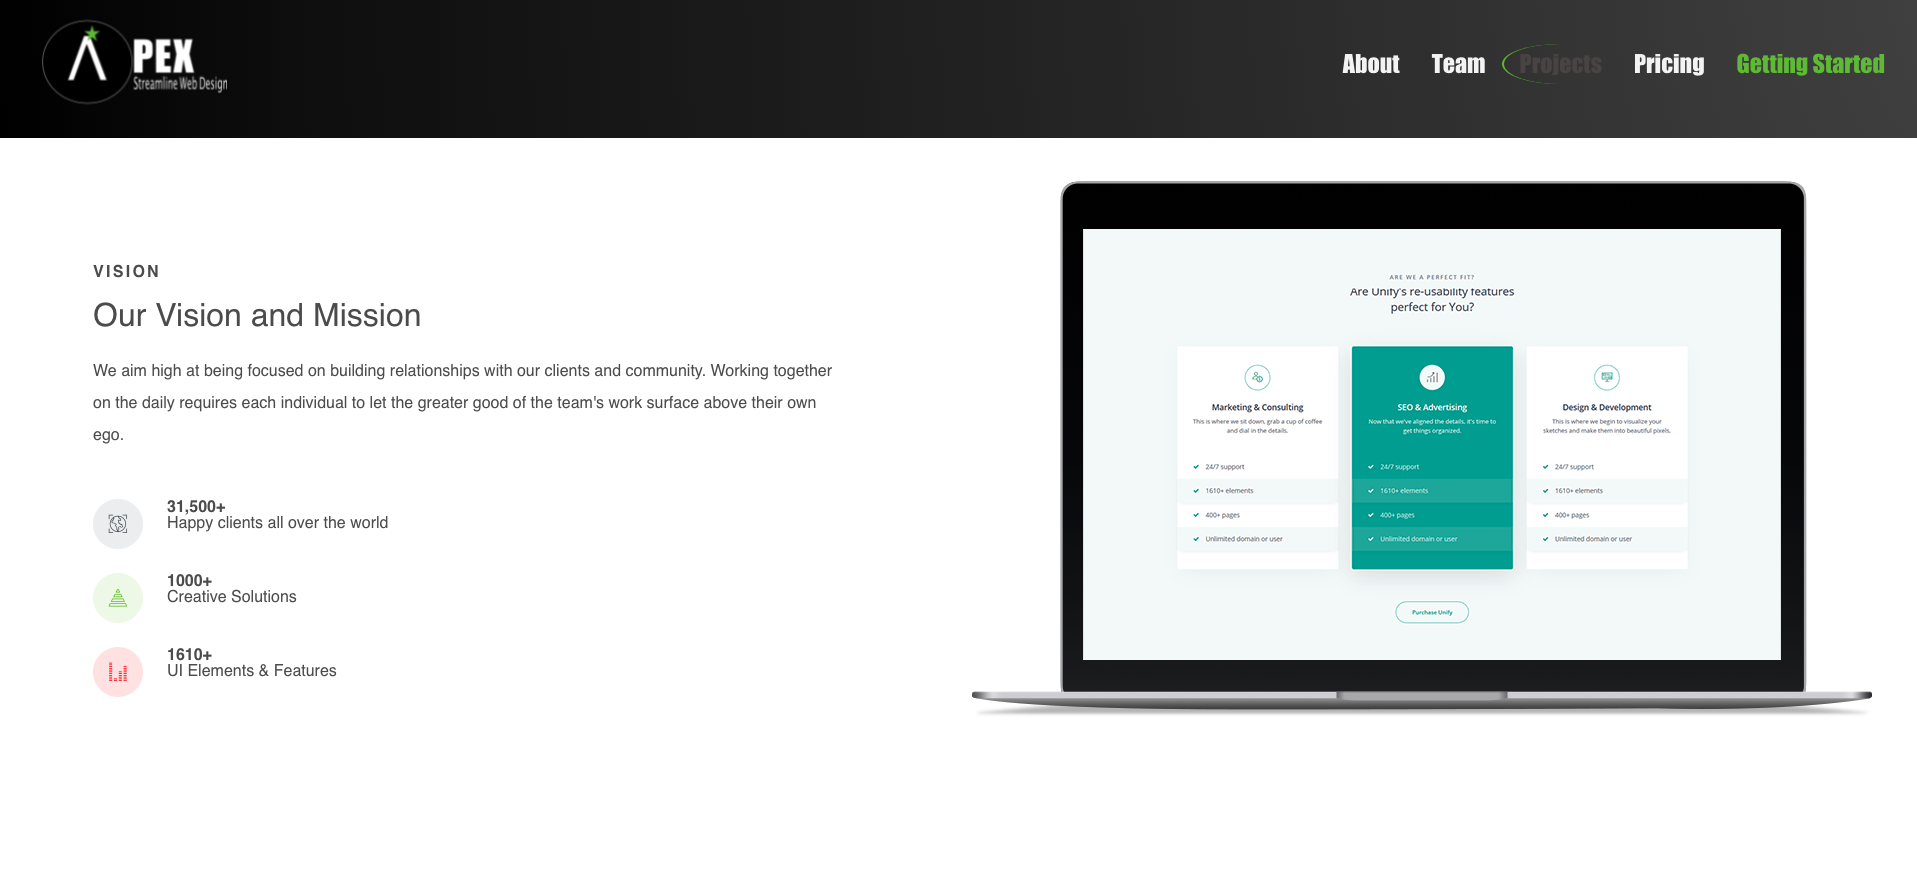 ΛPEX
Streamline Web Design
About Team Projects Pricing Getting Started
VISION
Our Vision and Mission
We aim high at being focused on building relationships with our clients and community. Working together
on the daily requires each individual to let the greater good of the team's work surface above their own
ego.
31,500+
Happy clients all over the world
1000+
Creative Solutions
1610+
UI Elements & Features
ARE WE A PERFECT FIT?
Are Unify's re-usability features
perfect for You?
Marketing & Consulting
This is where we sit down, grab a cup of coffee
and dial in the details.
24/7 support
1610+ elements
400+ pages
Unlimited domain or user
SEO & Advertising
Now that we've aligned the details, it's time to
get things organized.
24/7 support
1610+ elements
400+ pages
Unlimited domain or user
Design & Development
This is where we begin to visualize your
sketches and make them into beautiful pixels.
24/7 support
1610+ elements
400+ pages
Unlimited domain or user
Purchase Unify